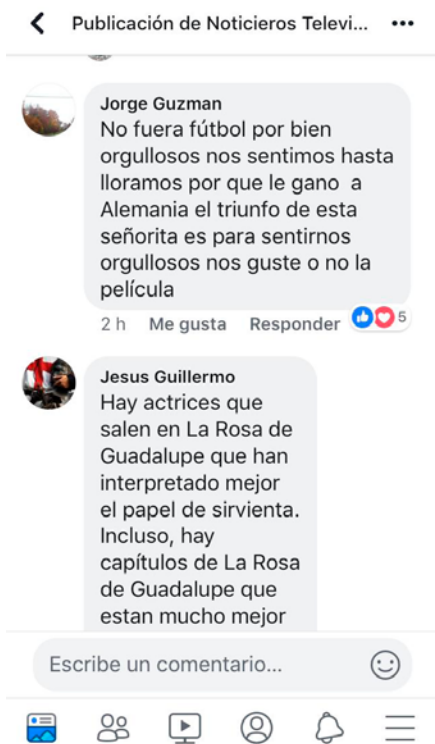 Publicación de Noticieros Televi...
Jorge Guzman
No fuera fútbol por bien
orgullosos nos sentimos hasta
lloramos por que le gano a
Alemania el triunfo de esta
señorita es para sentirnos
orgullosos nos guste o no la
película
2 h Me gusta Responder 5
Jesus Guillermo
Hay actrices que
salen en La Rosa de
Guadalupe que han
interpretado mejor
el papel de sirvienta.
Incluso, hay
capítulos de La Rosa
de Guadalupe que
estan mucho mejor
Escribe un comentario...